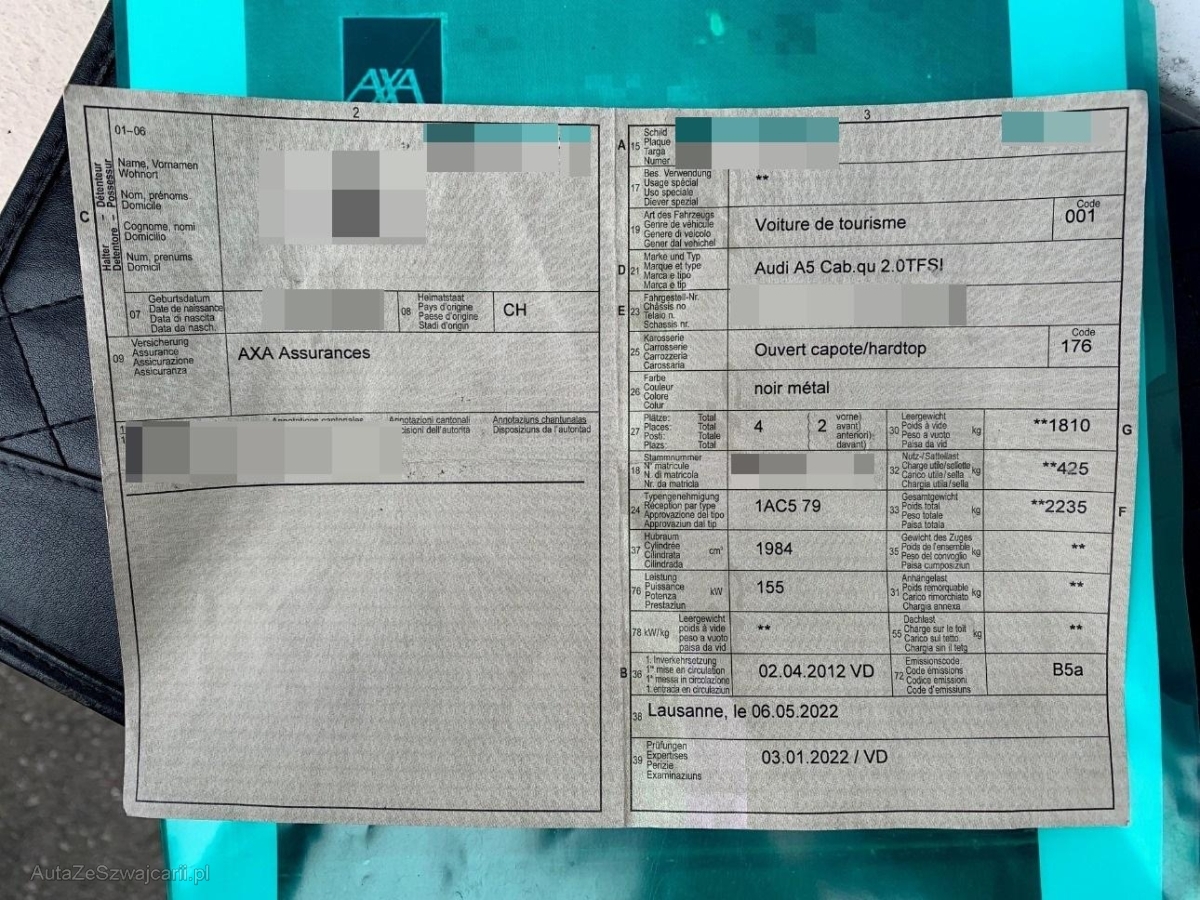 AXA
2
01-06
C
Halter – Détenteur
Detentore – Possessur
Name, Vornamen
Wohnort
Nom, prénoms
Domicile
Cognome, nomi
Domicilio
Num, prenums
Domicil
07
Geburtsdatum
Date de naissance
Data di nascita
Data da nasch.
08
Heimatstaat
Pays d'origine
Paese d'origine
Stadi d'origin
CH
09
Versicherung
Assurance
Assicurazione
Assicuranza
AXA Assurances
Annotazioni cantonali
Annotaziuns chantunalas
Disposiziuns da l'autoritad
3
A 15
Schild
Plaque
Targa
Numer
17
Bes. Verwendung
Usage spécial
Uso speciale
Diever spezial
**
19
Art des Fahrzeugs
Genre de véhicule
Genere di veicolo
Gener dal vehichel
Voiture de tourisme
Code
001
D 21
Marke und Typ
Marque et type
Marca e tipo
Marca e tip
Audi A5 Cab.qu 2.0TFSI
E 23
Fahrgestell-Nr.
Châssis no
Telaio n.
Schassis nr.
25
Karosserie
Carrosserie
Carrozzeria
Carossaria
Ouvert capote/hardtop
Code
176
26
Farbe
Couleur
Colore
Colur
noir métal
27
Plätze: Total
Places: Total
Posti: Totale
Plazs: Total
4
2
vorne)
avant)
anteriori)
davant)
30
Leergewicht
Poids à vide
Peso a vuoto
Paisa da vid
kg
**1810
G
18
Stammnummer
N° matricule
N. di matricola
Nr. da matricla
32
Nutz-/Sattellast
Charge utile/sellette
Carico utile/sella
Chargia utila/sella
kg
**425
24
Typengenehmigung
Réception par type
Approvazione del tipo
Approvaziun dal tip
1AC5 79
33
Gesamtgewicht
Poids total
Peso totale
Paisa totala
kg
**2235
F
37
Hubraum
Cylindrée
Cilindrata
Cilindrada
cm³
1984
35
Gewicht des Zuges
Poids de l'ensemble
Peso del convoglio
Paisa cumposiziun
kg
**
76
Leistung
Puissance
Potenza
Prestaziun
kW
155
31
Anhängelast
Poids remorquable
Carico rimorchiato
Chargia annexa
kg
**
78 kW/kg
Leergewicht
poids à vide
peso a vuoto
paisa da vid
**
55
Dachlast
Charge sur le toit
Carico sul tetto
Chargia sin il tetg
kg
**
B 36
1. Inverkehrsetzung
1re mise en circulation
1a messa in circolazione
1. entrada en circulaziun
02.04.2012 VD
72
Emissionscode
Code émissions
Codice emissioni
Code d'emissiuns
B5a
38
Lausanne, le 06.05.2022
39
Prüfungen
Expertises
Perizie
Examinaziuns
03.01.2022 / VD
AutaZeSzwajcarii.pl